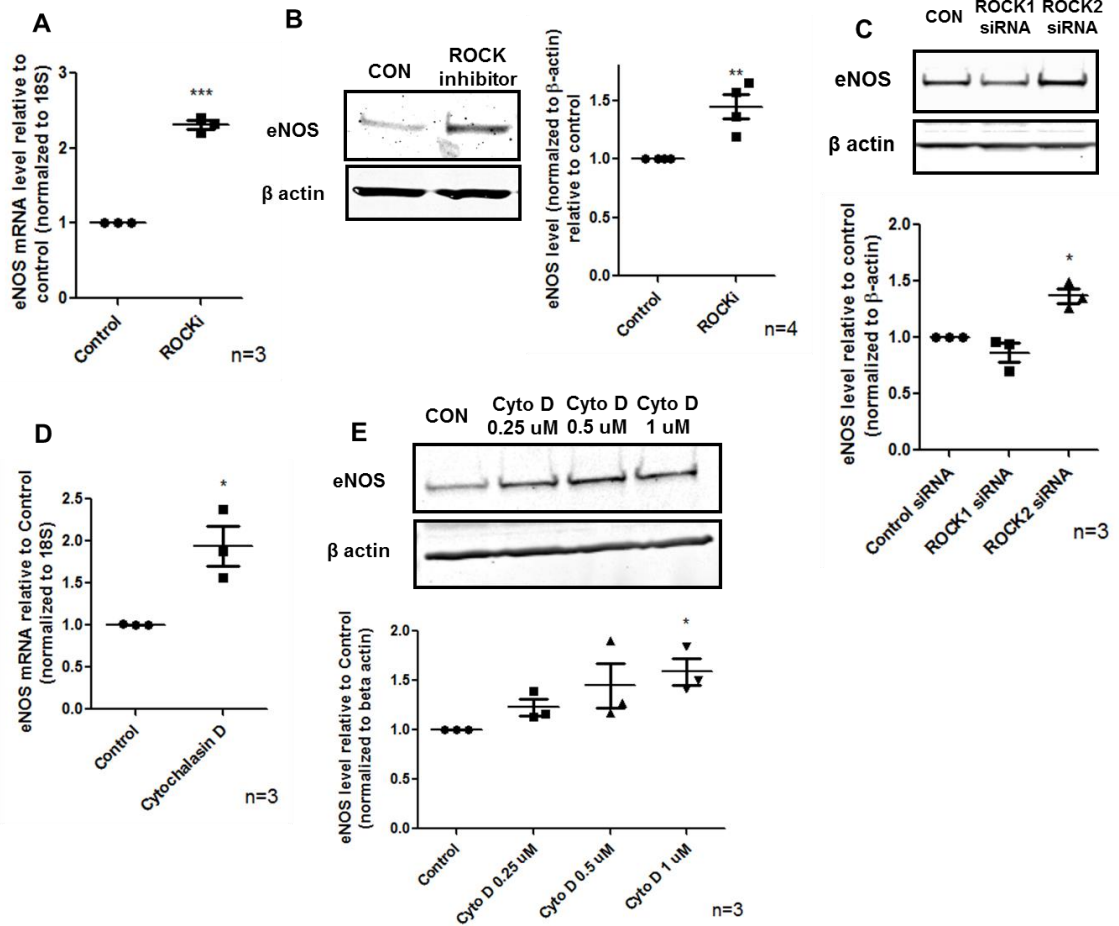 A
eNOS mRNA level relative to
control (normalized to 18S)
3
2
1
0
***
Control
ROCKi
n=3
B
CON
ROCK
inhibitor
eNOS
β actin
eNOS level (normalized to β-actin)
relative to control
1.5
1.0
0.5
0.0
**
Control
ROCKi
n=4
C
CON
ROCK1
siRNA
ROCK2
siRNA
eNOS
β actin
eNOS level relative to control
(normalized to β-actin)
2.0
1.5
1.0
0.5
0.0
*
Control siRNA
ROCK1 siRNA
ROCK2 siRNA
n=3
D
eNOS mRNA relative to Control
(normalized to 18S)
2.5
2.0
1.5
1.0
0.5
0.0
*
Control
Cytochalasin D
n=3
E
CON
Cyto D
0.25 uM
Cyto D
0.5 uM
Cyto D
1 uM
eNOS
β actin
eNOS level relative to Control
(normalized to beta actin)
2.0
1.5
1.0
0.5
0.0
*
Control
Cyto D 0.25 uM
Cyto D 0.5 uM
Cyto D 1 uM
n=3